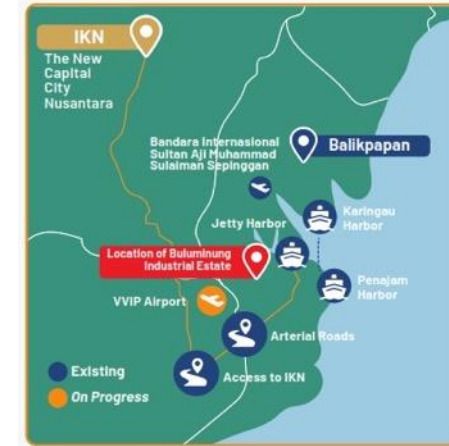 IKN
The New
Capital
City
Nusantara
Bandara Internasional
Sultan Aji Muhammad
Sulaiman Sepinggan
Balikpapan
Jetty Harbor
Karingau
Harbor
Location of Buluminung
Industrial Estate
VVIP Airport
Penajam
Harbor
Arterial Roads
Access to IKN
Existing
On Progress